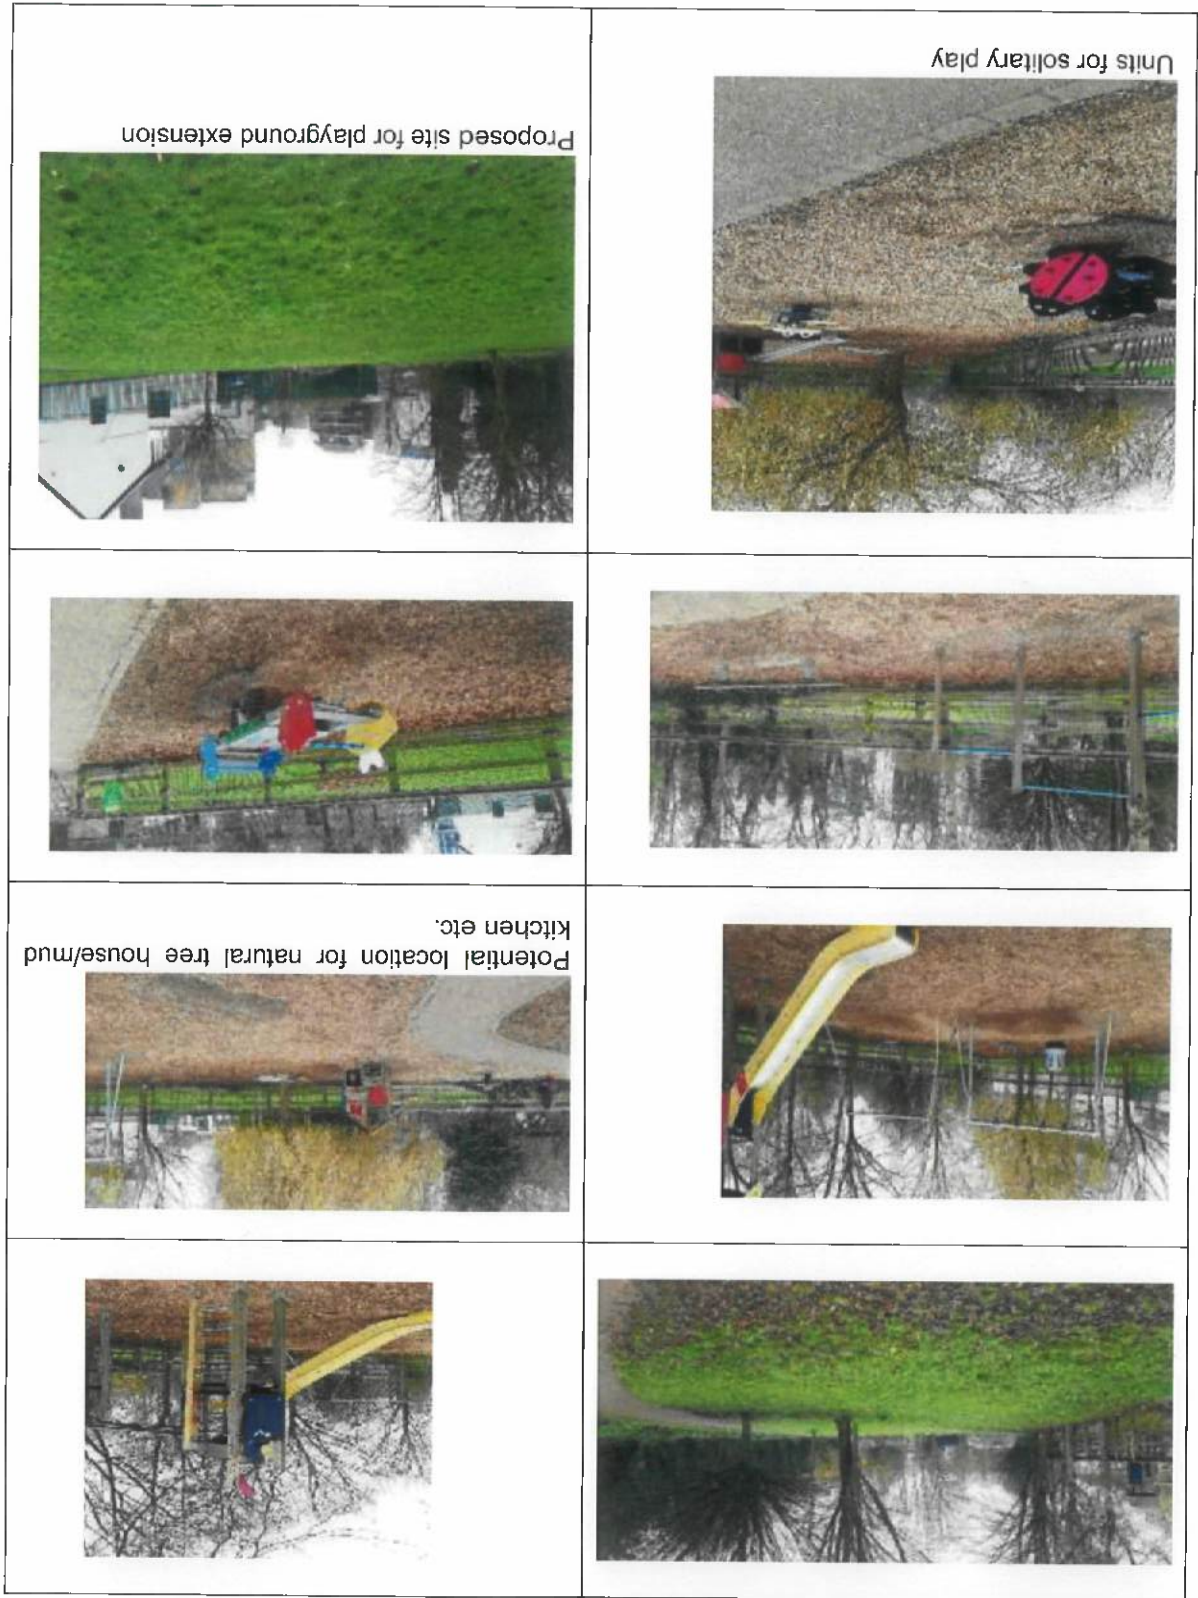 Potential location for natural tree house/mud
kitchen etc.
Units for solitary play
Proposed site for playground extension